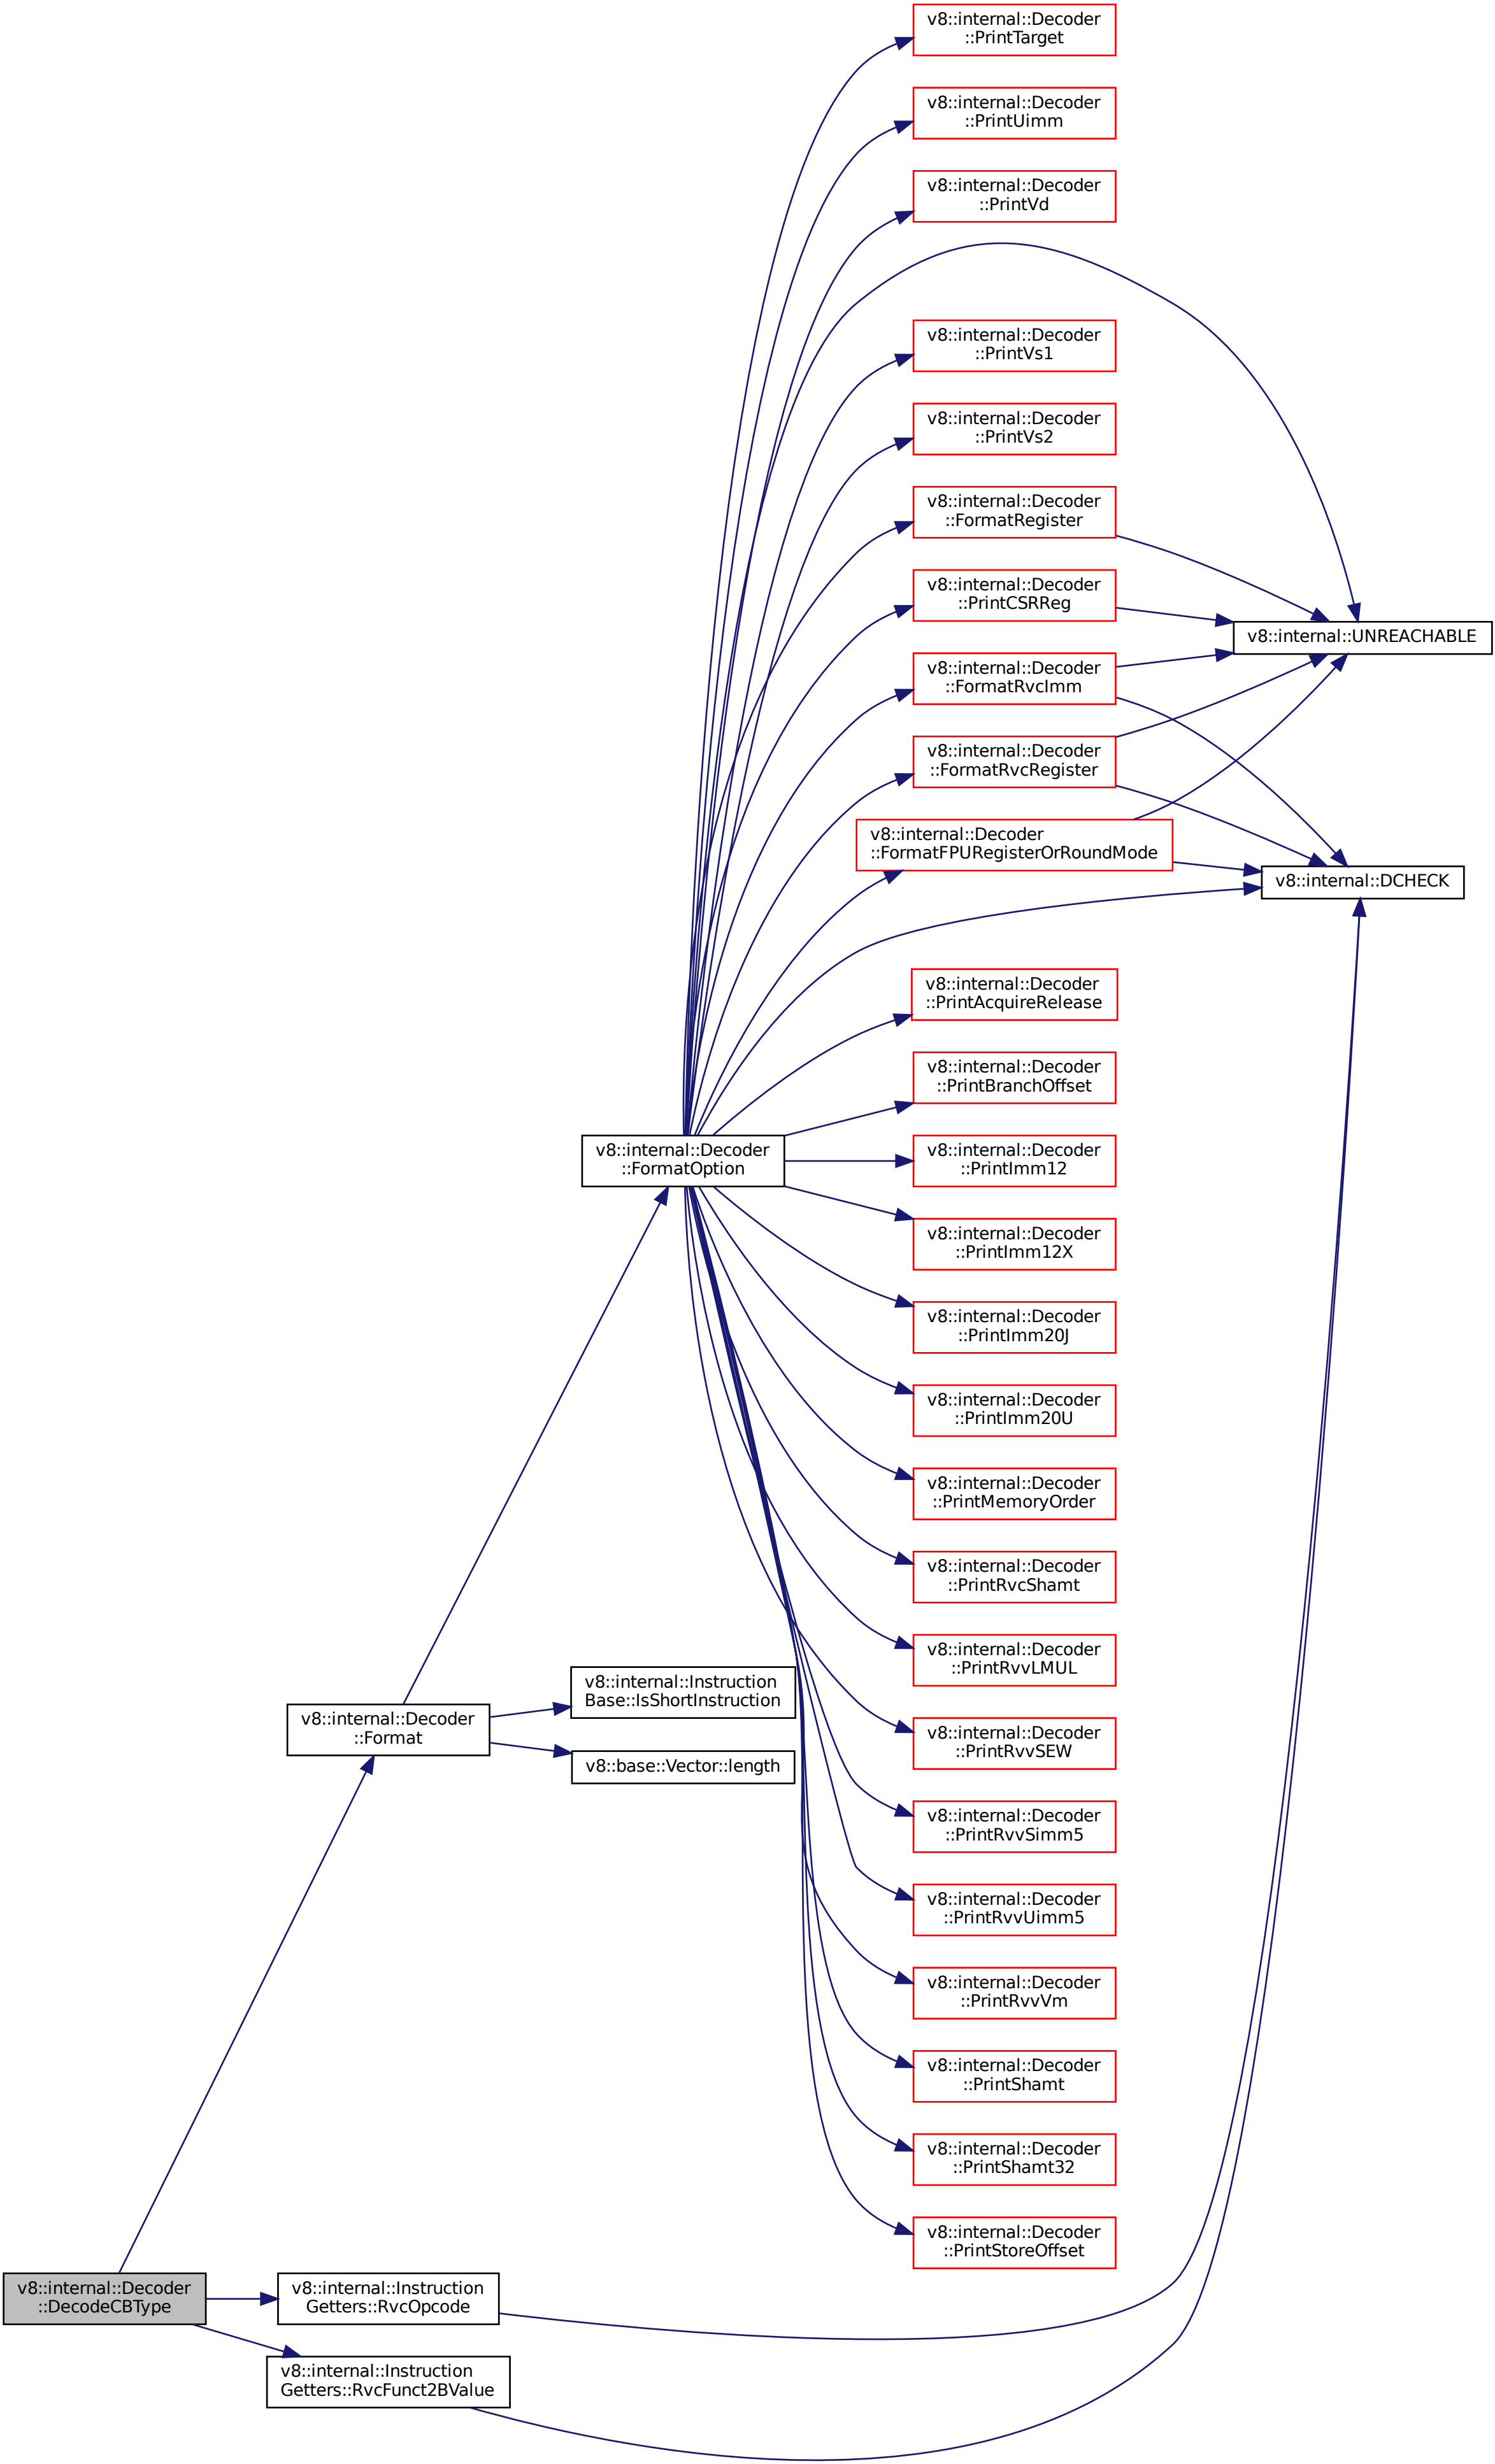 v8::internal::Decoder
::PrintTarget
v8::internal::Decoder
::PrintUimm
v8::internal::Decoder
::PrintVd
v8::internal::Decoder
::PrintVs1
v8::internal::Decoder
::PrintVs2
v8::internal::Decoder
::FormatRegister
v8::internal::Decoder
::PrintCSRReg
v8::internal::UNREACHABLE
v8::internal::Decoder
::FormatRvcImm
v8::internal::Decoder
::FormatRvcRegister
v8::internal::Decoder
::FormatFPURegisterOrRoundMode
v8::internal::DCHECK
v8::internal::Decoder
::PrintAcquireRelease
v8::internal::Decoder
::PrintBranchOffset
v8::internal::Decoder
::FormatOption
v8::internal::Decoder
::PrintImm12
v8::internal::Decoder
::PrintImm12X
v8::internal::Decoder
::PrintImm20J
v8::internal::Decoder
::PrintImm20U
v8::internal::Decoder
::PrintMemoryOrder
v8::internal::Decoder
::PrintRvcShamt
v8::internal::Decoder
::PrintRvvLMUL
v8::internal::Instruction
Base::IsShortInstruction
v8::internal::Decoder
::Format
v8::internal::Decoder
::PrintRvvSEW
v8::base::Vector::length
v8::internal::Decoder
::PrintRvvSimm5
v8::internal::Decoder
::PrintRvvUimm5
v8::internal::Decoder
::PrintRvvVm
v8::internal::Decoder
::PrintShamt
v8::internal::Decoder
::PrintShamt32
v8::internal::Decoder
::PrintStoreOffset
v8::internal::Decoder
::DecodeCBType
v8::internal::Instruction
Getters::RvcOpcode
v8::internal::Instruction
Getters::RvcFunct2BValue